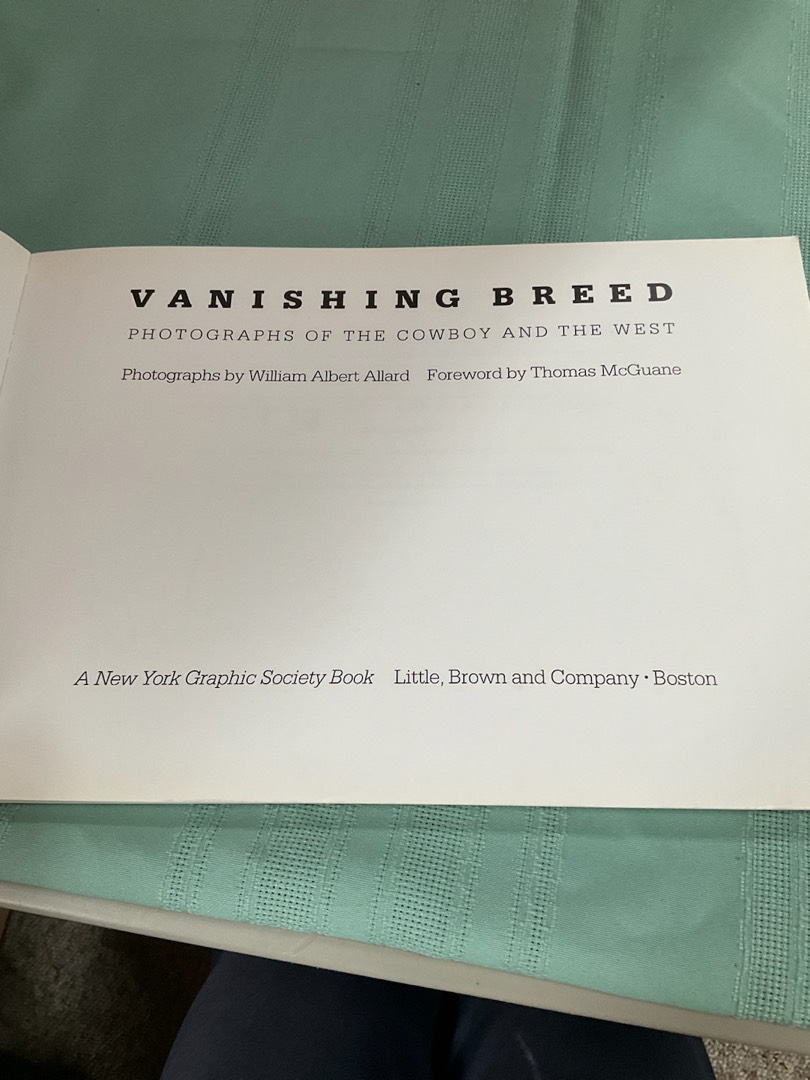 VANISHING BREED
PHOTOGRAPHS OF THE COWBOY AND THE WEST
Photographs by William Albert Allard Foreword by Thomas McGuane
A New York Graphic Society Book Little, Brown and Company • Boston